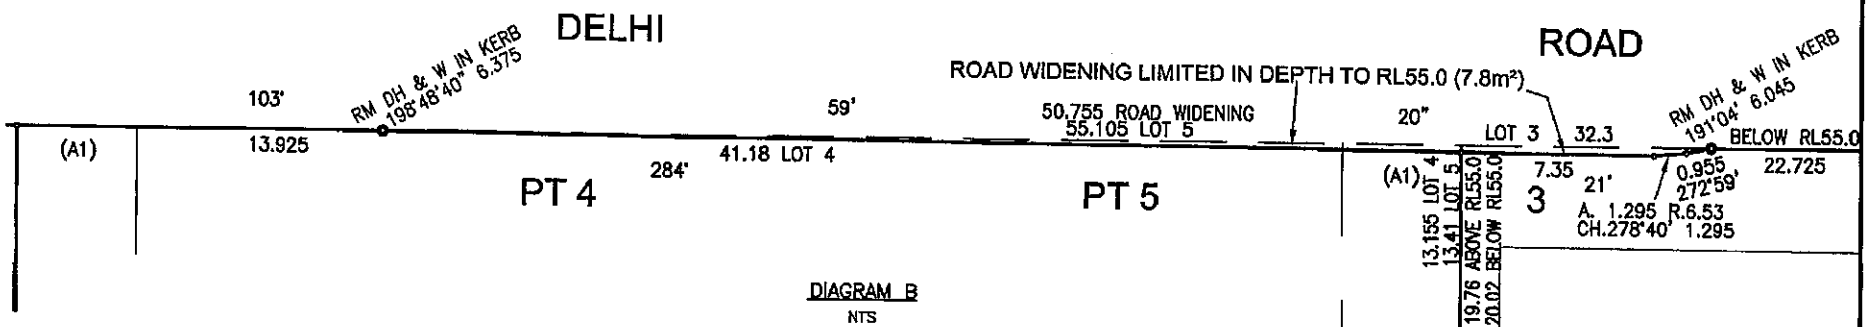 DELHI
ROAD
RM DH & W IN KERB
198°48'40" 6.375
ROAD WIDENING LIMITED IN DEPTH TO RL55.0 (7.8m²)
RM DH & W IN KERB
191°04' 6.045
103'
59'
50.755 ROAD WIDENING
55.105 LOT 5
20"
LOT 3
32.3
BELOW RL55.0
(A1)
13.925
41.18 LOT 4
284'
(A1)
7.35
0.955
272°59'
22.725
PT 4
PT 5
3
21'
A. 1.295 R.6.53
CH.278°40' 1.295
13.155 LOT 4
13.41 LOT 5
19.76 ABOVE RL55.0
20.02 BELOW RL55.0
DIAGRAM B
NTS